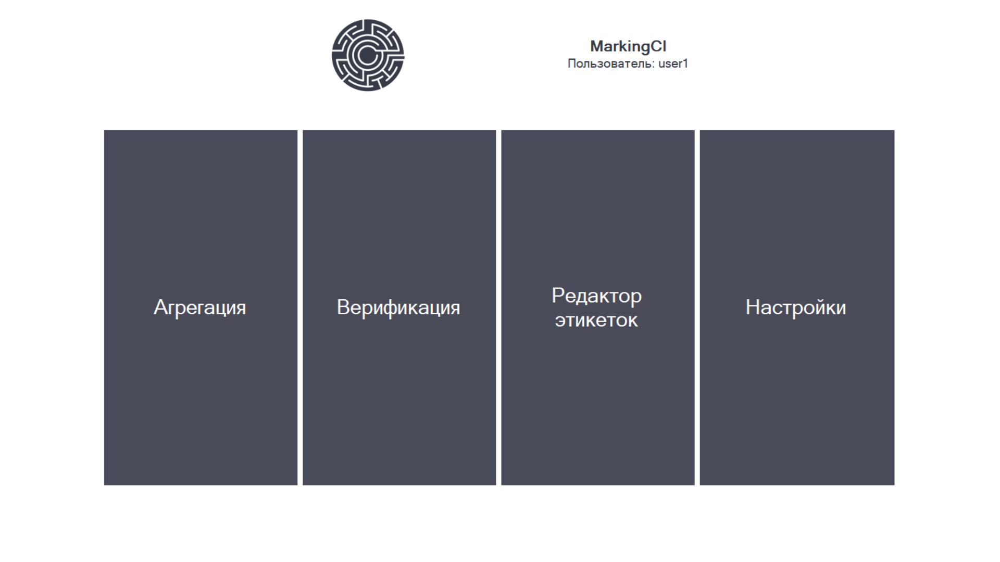 MarkingCI
Пользователь: user1
Агрегация
Верификация
Редактор
этикеток
Настройки